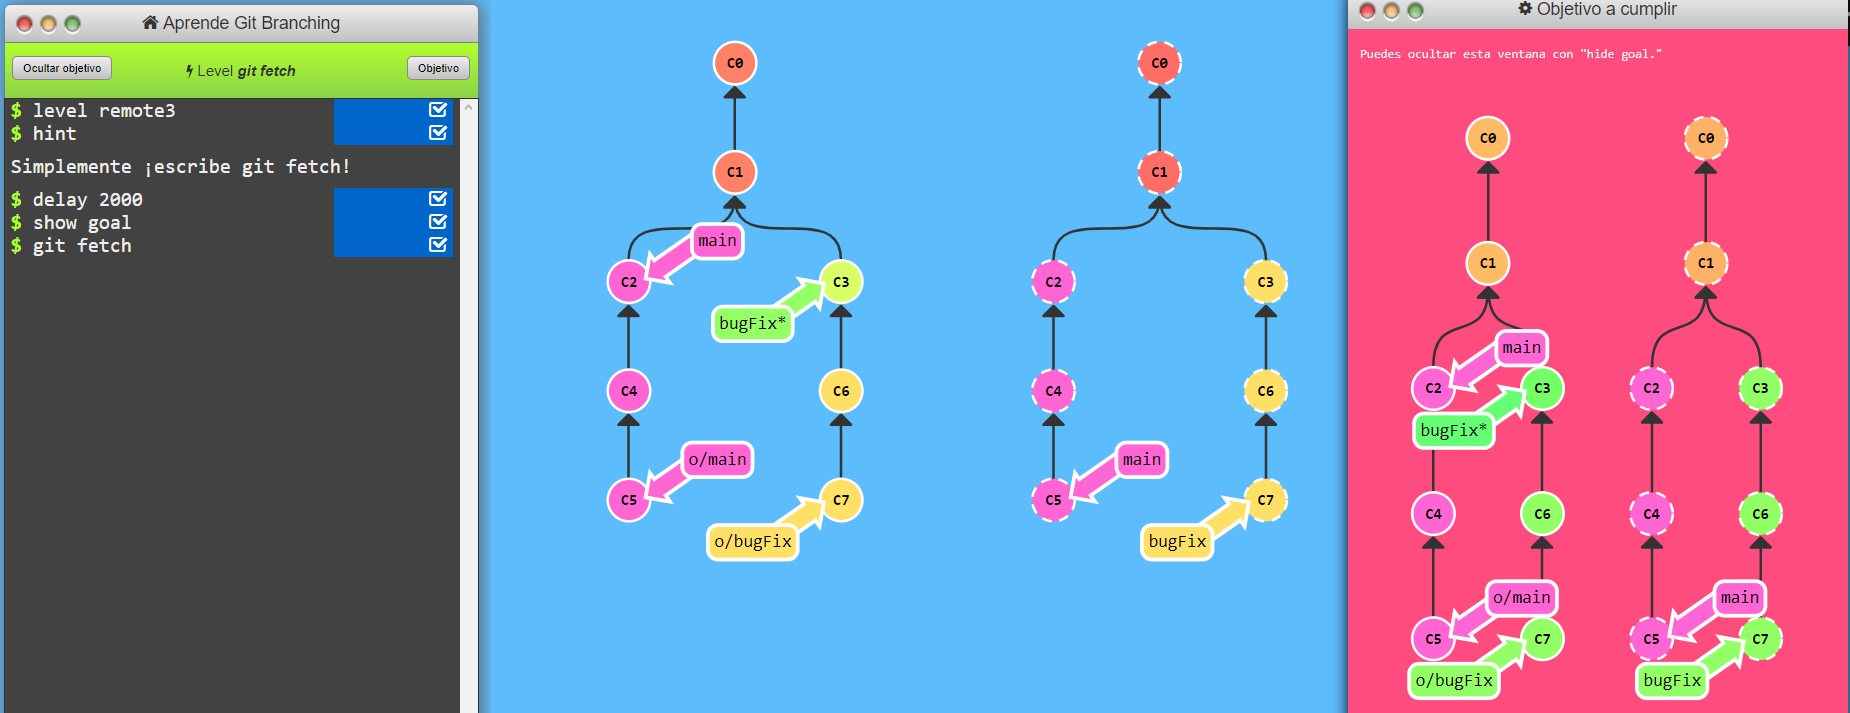 Aprende Git Branching
Ocultar objetivo
Level git fetch
Objetivo
$ level remote3
$ hint
Simplemente ¡escribe git fetch!
$ delay 2000
$ show goal
$ git fetch
C0
C1
main
C2
C3
bugFix*
C4
C6
o/main
C5
C7
o/bugFix
C0
C1
C2
C3
C4
C6
main
C5
C7
bugFix
Objetivo a cumplir
Puedes ocultar esta ventana con "hide goal."
C0
C1
main
C2
C3
bugFix*
C4
C6
o/main
C5
C7
o/bugFix
C0
C1
C2
C3
C4
C6
main
C5
C7
bugFix